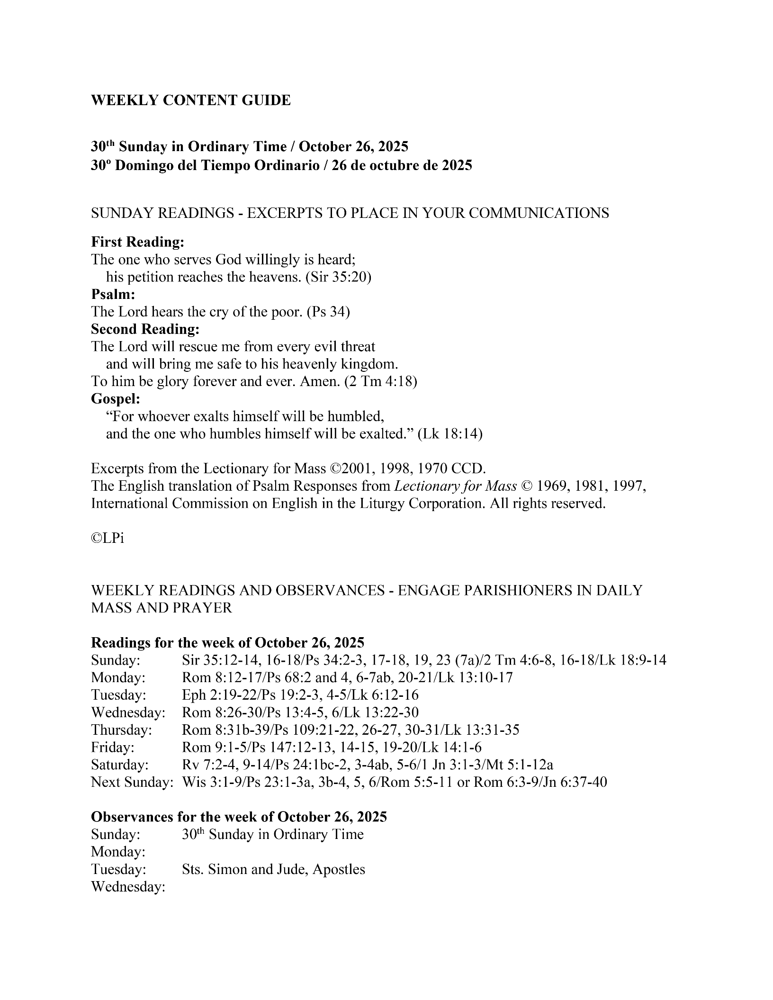 WEEKLY CONTENT GUIDE
30th Sunday in Ordinary Time / October 26, 2025
30º Domingo del Tiempo Ordinario / 26 de octubre de 2025
SUNDAY READINGS - EXCERPTS TO PLACE IN YOUR COMMUNICATIONS
First Reading:
The one who serves God willingly is heard;
his petition reaches the heavens. (Sir 35:20)
Psalm:
The Lord hears the cry of the poor. (Ps 34)
Second Reading:
The Lord will rescue me from every evil threat
and will bring me safe to his heavenly kingdom.
To him be glory forever and ever. Amen. (2 Tm 4:18)
Gospel:
“For whoever exalts himself will be humbled,
and the one who humbles himself will be exalted.” (Lk 18:14)
Excerpts from the Lectionary for Mass ©2001, 1998, 1970 CCD.
The English translation of Psalm Responses from Lectionary for Mass © 1969, 1981, 1997,
International Commission on English in the Liturgy Corporation. All rights reserved.
©LPi
WEEKLY READINGS AND OBSERVANCES - ENGAGE PARISHIONERS IN DAILY
MASS AND PRAYER
Readings for the week of October 26, 2025
Sunday: Sir 35:12-14, 16-18/Ps 34:2-3, 17-18, 19, 23 (7a)/2 Tm 4:6-8, 16-18/Lk 18:9-14
Monday: Rom 8:12-17/Ps 68:2 and 4, 6-7ab, 20-21/Lk 13:10-17
Tuesday: Eph 2:19-22/Ps 19:2-3, 4-5/Lk 6:12-16
Wednesday: Rom 8:26-30/Ps 13:4-5, 6/Lk 13:22-30
Thursday: Rom 8:31b-39/Ps 109:21-22, 26-27, 30-31/Lk 13:31-35
Friday: Rom 9:1-5/Ps 147:12-13, 14-15, 19-20/Lk 14:1-6
Saturday: Rv 7:2-4, 9-14/Ps 24:1bc-2, 3-4ab, 5-6/1 Jn 3:1-3/Mt 5:1-12a
Next Sunday: Wis 3:1-9/Ps 23:1-3a, 3b-4, 5, 6/Rom 5:5-11 or Rom 6:3-9/Jn 6:37-40
Observances for the week of October 26, 2025
Sunday: 30th Sunday in Ordinary Time
Monday:
Tuesday: Sts. Simon and Jude, Apostles
Wednesday: